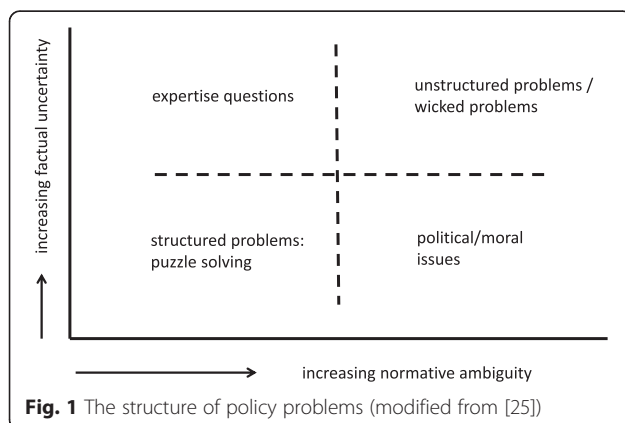 increasing factual uncertainty
expertise questions
unstructured problems /
wicked problems
structured problems:
puzzle solving
political/moral
issues
increasing normative ambiguity
Fig. 1 The structure of policy problems (modified from [25])